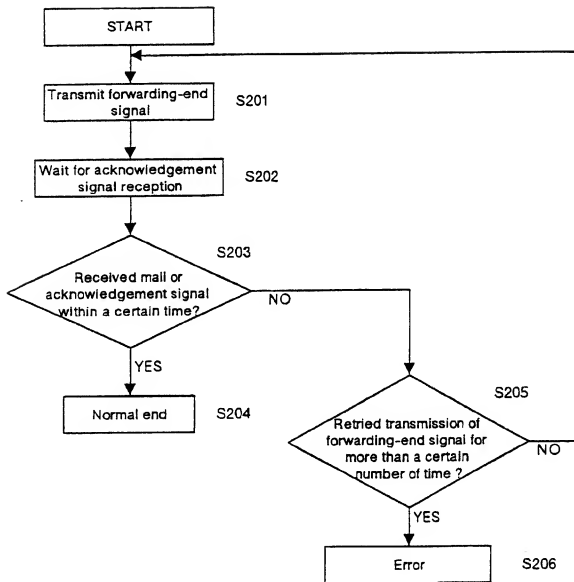 START
Transmit forwarding-end
signal
S201
Wait for acknowledgement
signal reception
S202
S203
Received mail or
acknowledgement signal
within a certain time?
NO
YES
Normal end
S204
S205
Retried transmission of
forwarding-end signal for
more than a certain
number of time ?
NO
YES
Error
S206